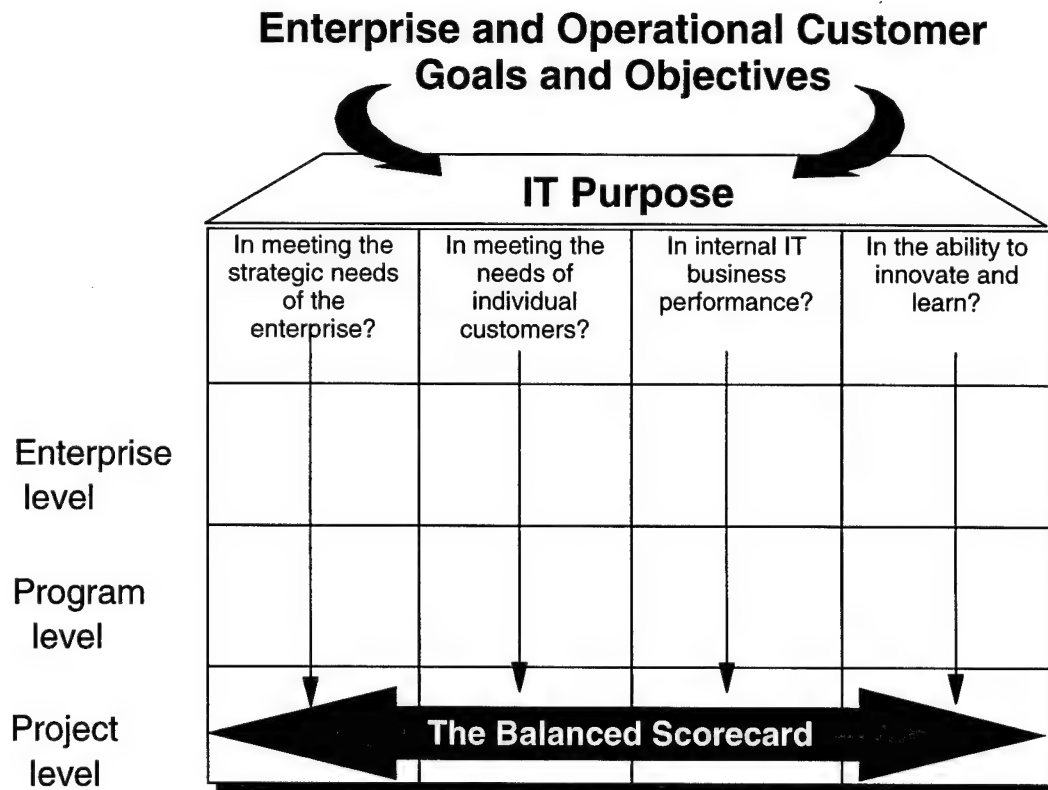 Enterprise and Operational Customer
Goals and Objectives
IT Purpose
In meeting the
strategic needs
of the
enterprise?
In meeting the
needs of
individual
customers?
In internal IT
business
performance?
In the ability to
innovate and
learn?
Enterprise
level
Program
level
Project
level
The Balanced Scorecard